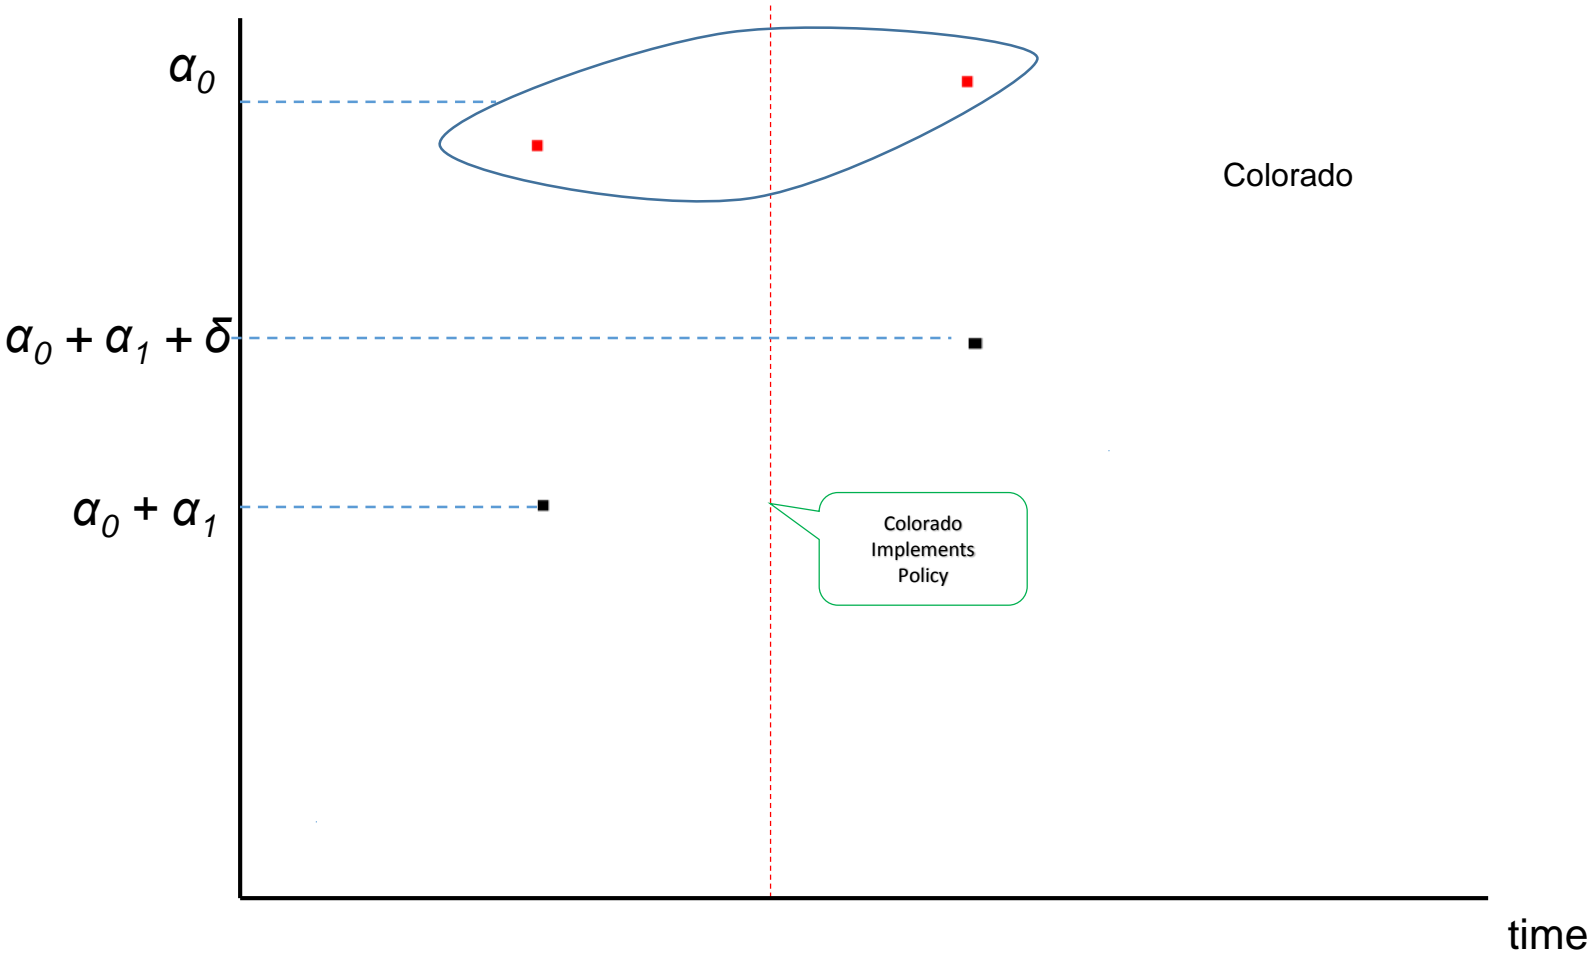 α₀
Colorado
α₀ + α₁ + δ
α₀ + α₁
Colorado
Implements
Policy
time